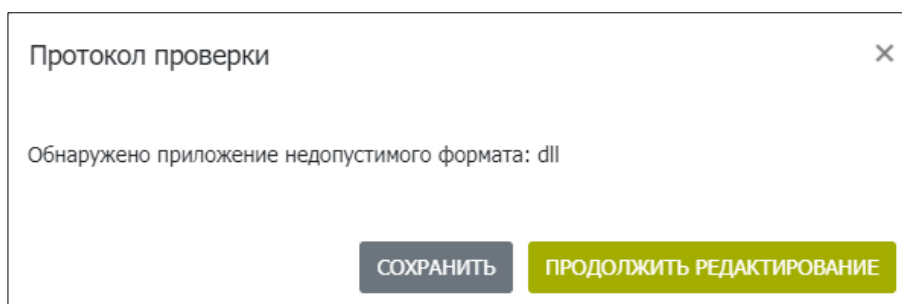 Протокол проверки
Обнаружено приложение недопустимого формата: dll
СОХРАНИТЬ ПРОДОЛЖИТЬ РЕДАКТИРОВАНИЕ